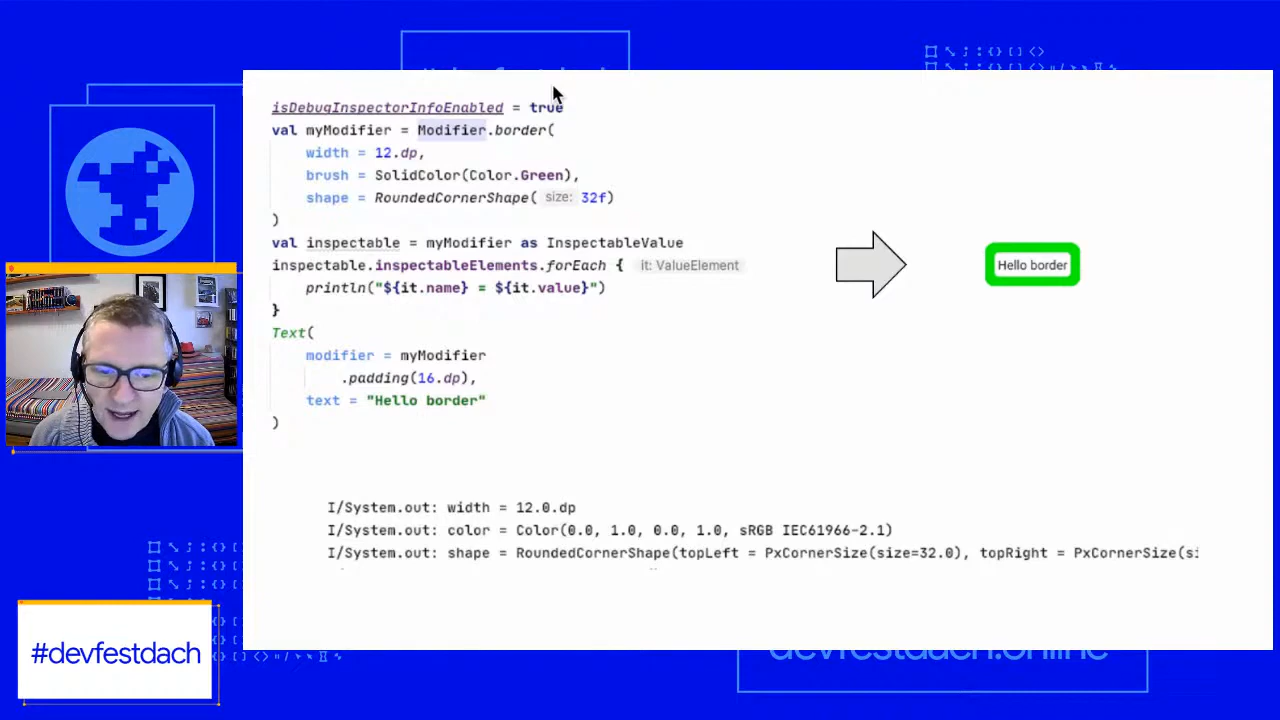 isDebugInspectorInfoEnabled = true
val myModifier = Modifier.border(
width = 12.dp,
brush = SolidColor(Color.Green),
shape = RoundedCornerShape( size: 32f)
)
val inspectable = myModifier as InspectableValue
inspectable.inspectableElements.forEach { it: ValueElement
println("${it.name} = ${it.value}")
}
Text(
modifier = myModifier
.padding(16.dp),
text = "Hello border"
)
Hello border
I/System.out: width = 12.0.dp
I/System.out: color = Color(0.0, 1.0, 0.0, 1.0, sRGB IEC61966-2.1)
I/System.out: shape = RoundedCornerShape(topLeft = PxCornerSize(size=32.0), topRight = PxCornerSize(si
#devfestdach
devfestdach.online